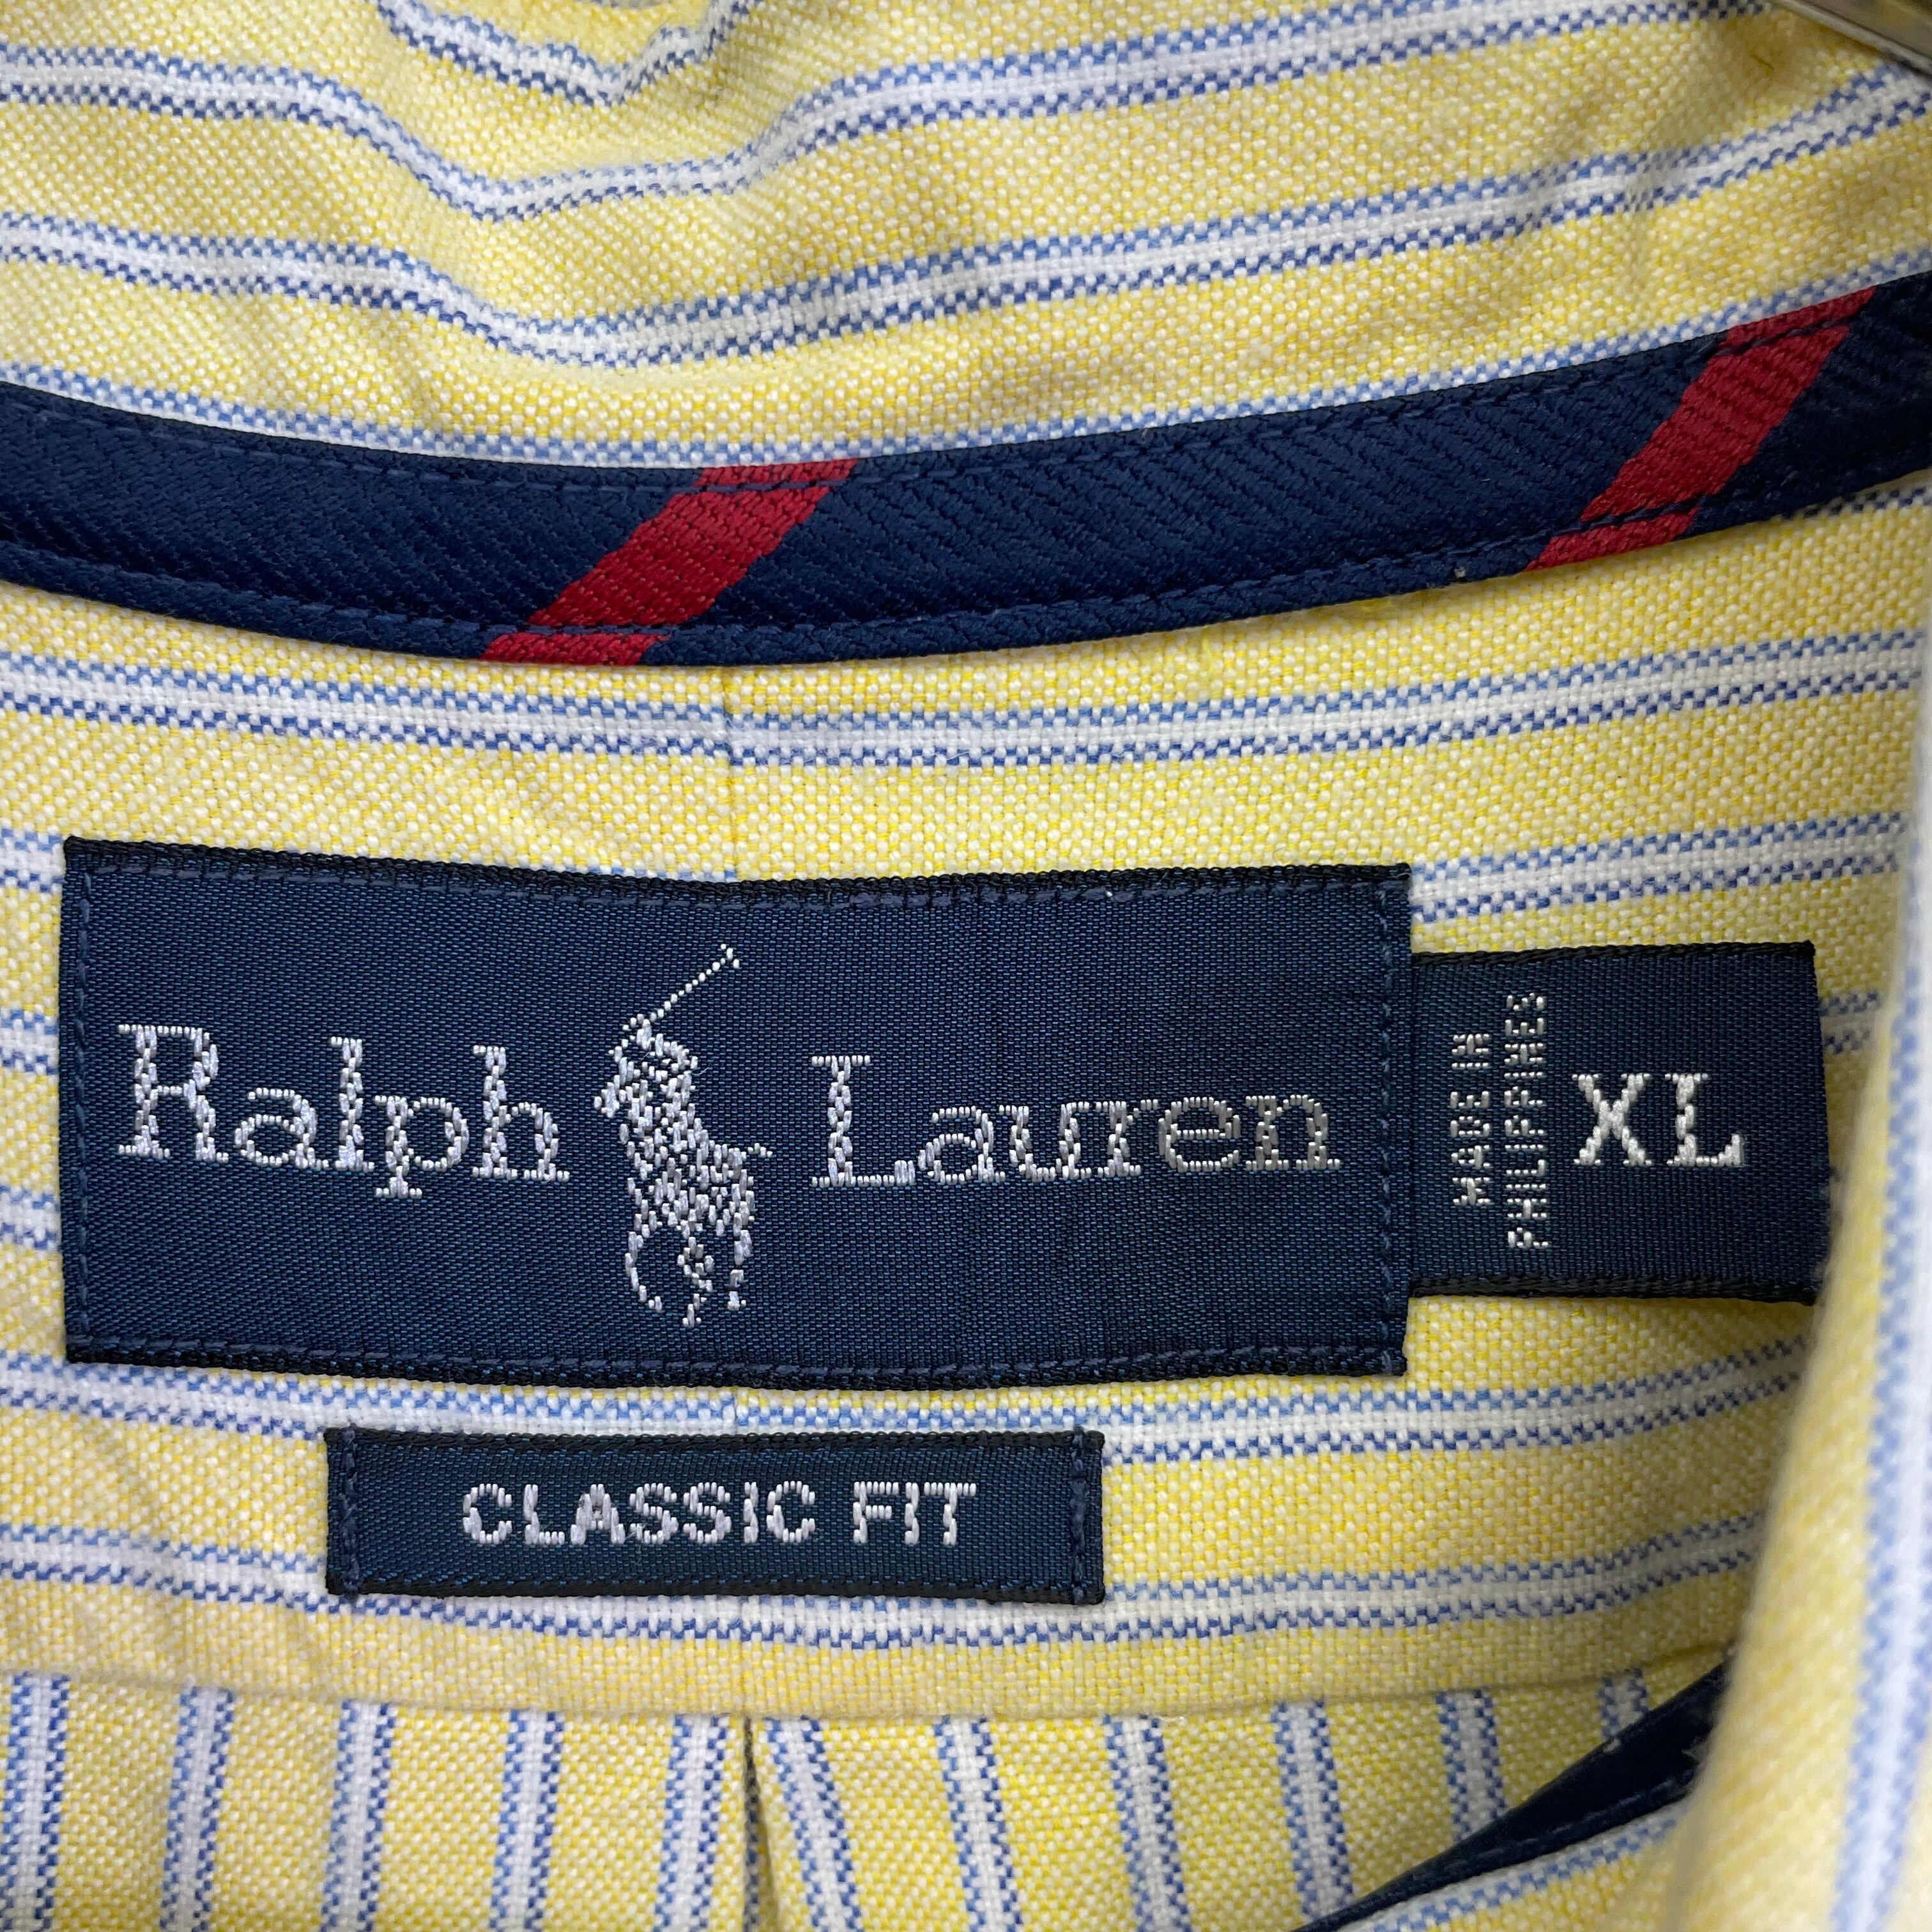 Ralph Lauren
MADE IN
PHILIPPINES
XL
CLASSIC FIT